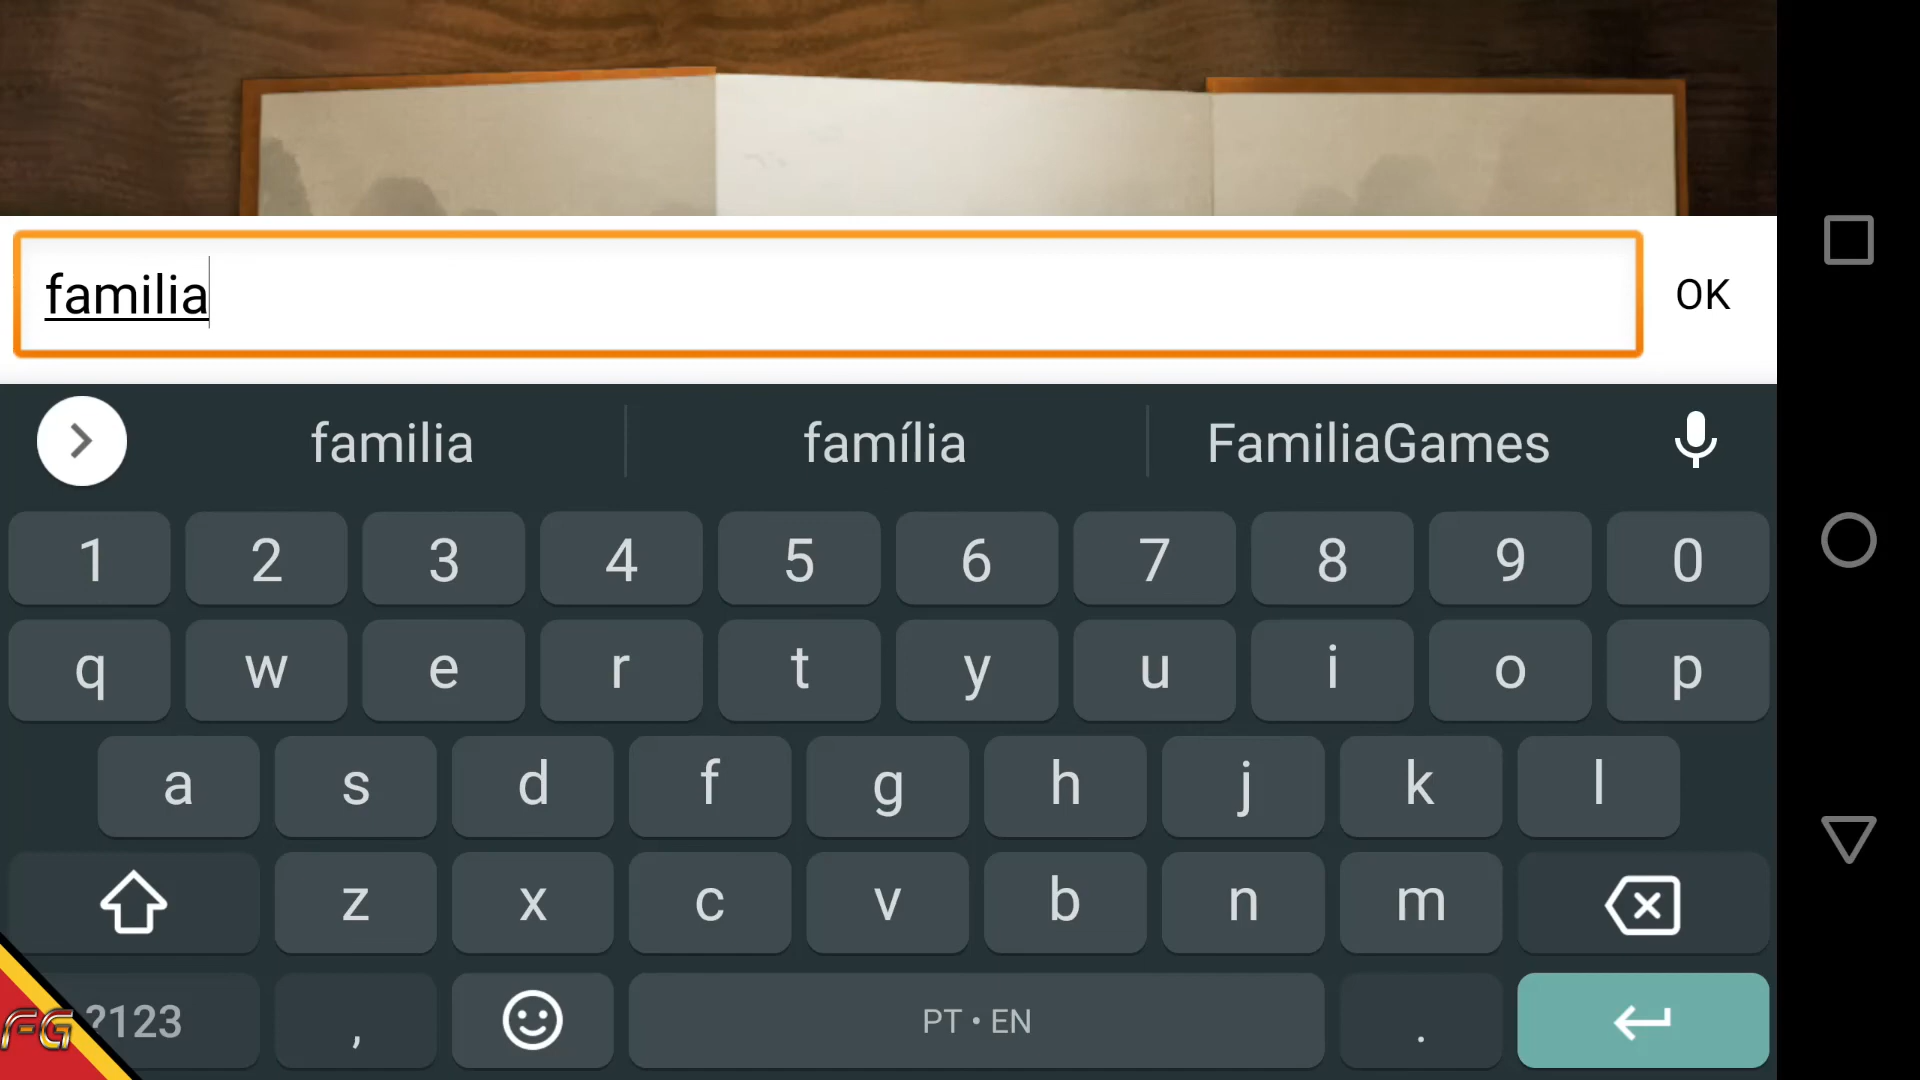 familia
OK
familia família FamiliaGames
1 2 3 4 5 6 7 8 9 0
q w e r t y u i o p
a s d f g h j k l
z x c v b n m
?123 , PT • EN .
FG